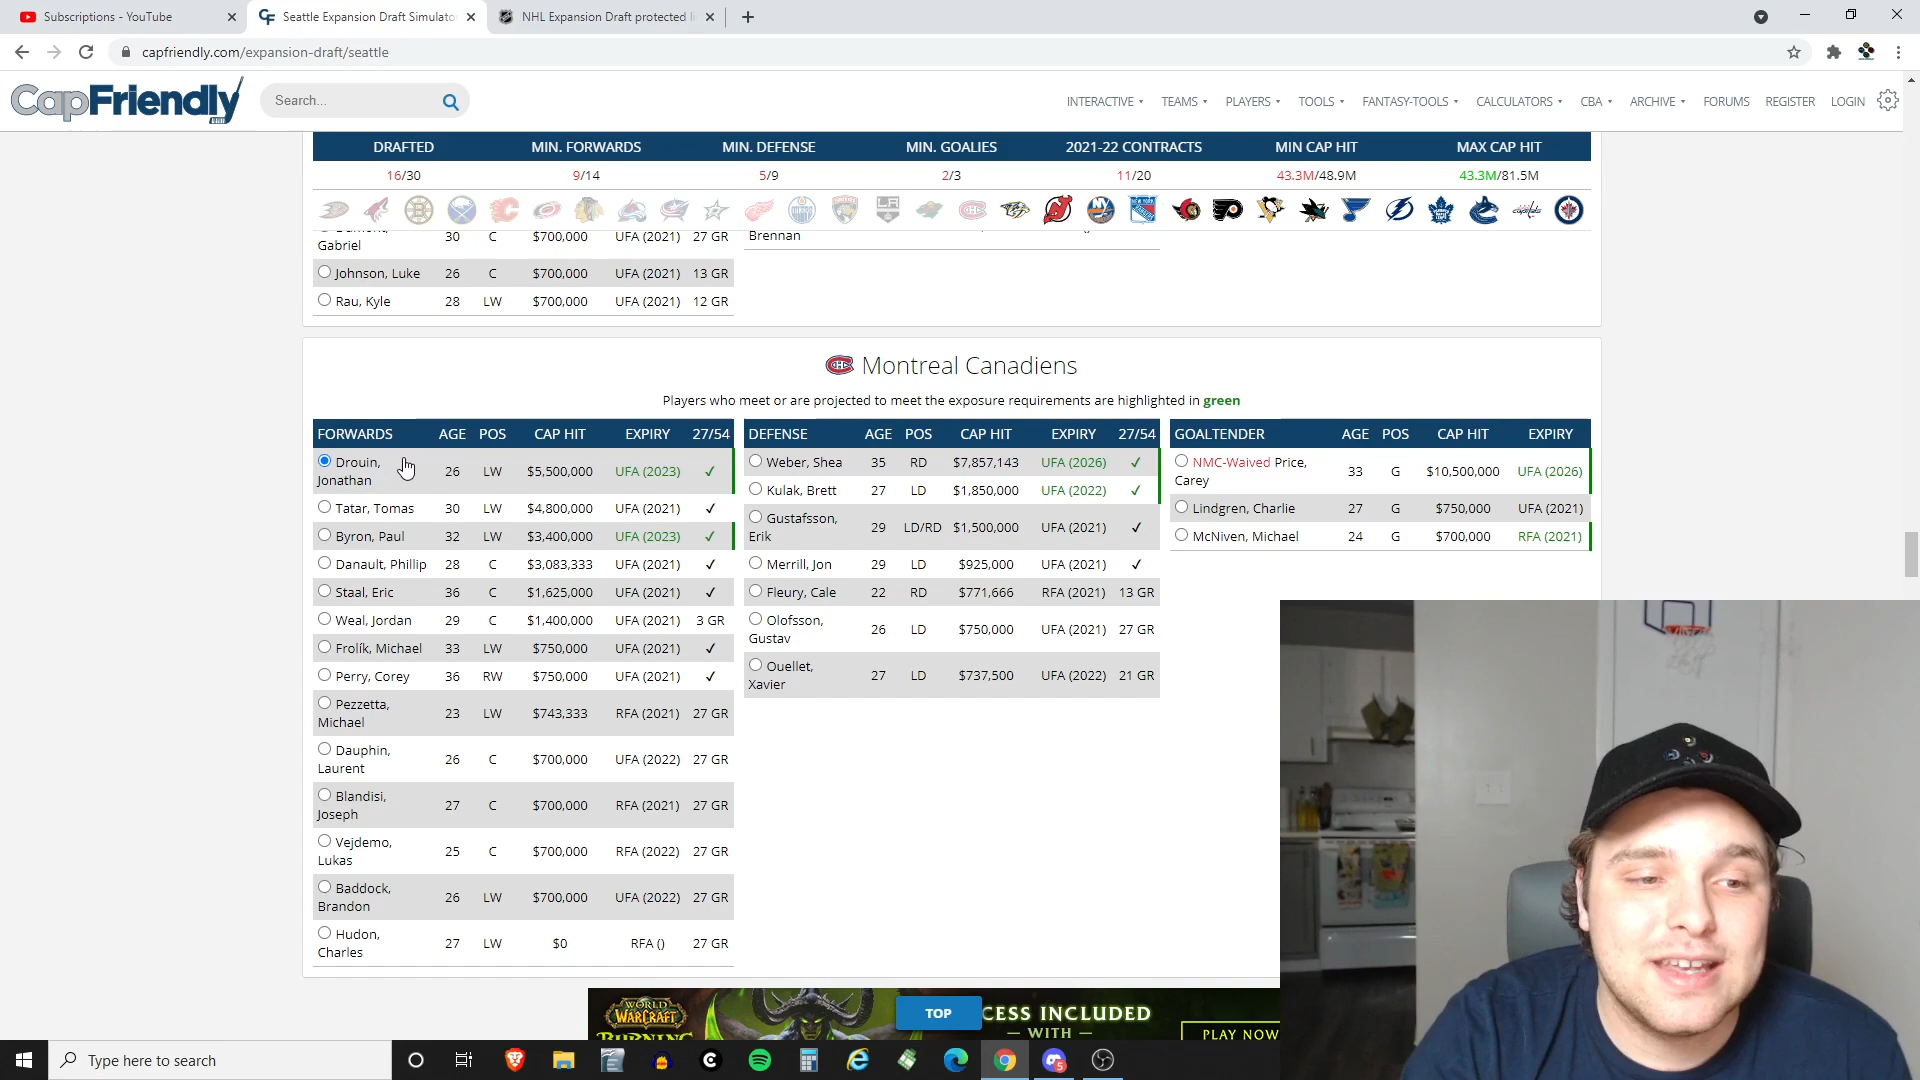 Subscriptions - YouTube
Seattle Expansion Draft Simulator
NHL Expansion Draft protected li
capfriendly.com/expansion-draft/seattle
CapFriendly
Search...
INTERACTIVE TEAMS PLAYERS TOOLS FANTASY-TOOLS CALCULATORS CBA ARCHIVE FORUMS REGISTER LOGIN
DRAFTED MIN. FORWARDS MIN. DEFENSE MIN. GOALIES 2021-22 CONTRACTS MIN CAP HIT MAX CAP HIT
16/30 9/14 5/9 2/3 11/20 43.3M/48.9M 43.3M/81.5M
Gabriel 30 C $700,000 UFA (2021) 27 GR
Brennan
Johnson, Luke 26 C $700,000 UFA (2021) 13 GR
Rau, Kyle 28 LW $700,000 UFA (2021) 12 GR
Montreal Canadiens
Players who meet or are projected to meet the exposure requirements are highlighted in green
FORWARDS AGE POS CAP HIT EXPIRY 27/54
Drouin, Jonathan 26 LW $5,500,000 UFA (2023) ✓
Tatar, Tomas 30 LW $4,800,000 UFA (2021) ✓
Byron, Paul 32 LW $3,400,000 UFA (2023) ✓
Danault, Phillip 28 C $3,083,333 UFA (2021) ✓
Staal, Eric 36 C $1,625,000 UFA (2021) ✓
Weal, Jordan 29 C $1,400,000 UFA (2021) 3 GR
Frolík, Michael 33 LW $750,000 UFA (2021) ✓
Perry, Corey 36 RW $750,000 UFA (2021) ✓
Pezzetta, Michael 23 LW $743,333 RFA (2021) 27 GR
Dauphin, Laurent 26 C $700,000 UFA (2022) 27 GR
Blandisi, Joseph 27 C $700,000 RFA (2021) 27 GR
Vejdemo, Lukas 25 C $700,000 RFA (2022) 27 GR
Baddock, Brandon 26 LW $700,000 UFA (2022) 27 GR
Hudon, Charles 27 LW $0 RFA () 27 GR
DEFENSE AGE POS CAP HIT EXPIRY 27/54
Weber, Shea 35 RD $7,857,143 UFA (2026) ✓
Kulak, Brett 27 LD $1,850,000 UFA (2022) ✓
Gustafsson, Erik 29 LD/RD $1,500,000 UFA (2021) ✓
Merrill, Jon 29 LD $925,000 UFA (2021) ✓
Fleury, Cale 22 RD $771,666 RFA (2021) 13 GR
Olofsson, Gustav 26 LD $750,000 UFA (2021) 27 GR
Ouellet, Xavier 27 LD $737,500 UFA (2022) 21 GR
GOALTENDER AGE POS CAP HIT EXPIRY
NMC-Waived Price, Carey 33 G $10,500,000 UFA (2026)
Lindgren, Charlie 27 G $750,000 UFA (2021)
McNiven, Michael 24 G $700,000 RFA (2021)
WORLD WARCRAFT
BURNING
TOP
CESS INCLUDED
— WITH —
PLAY NOW
Type here to search